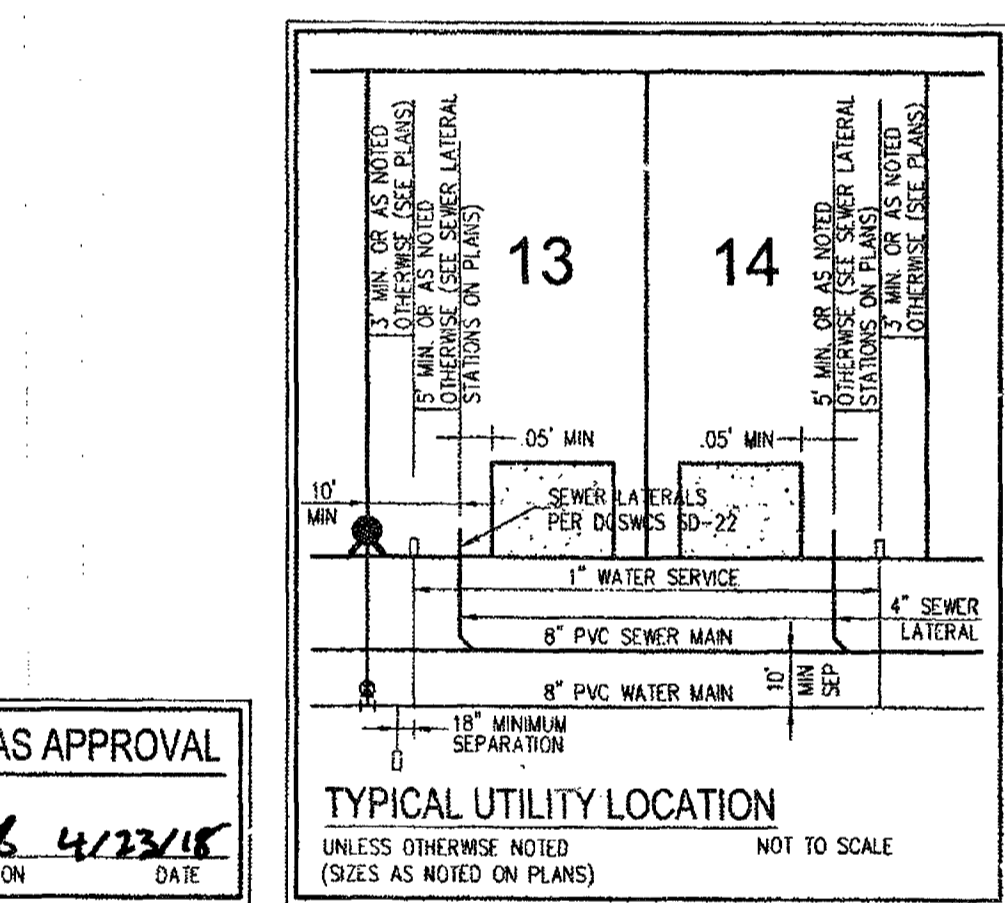 3' MIN. OR AS NOTED
OTHERWISE (SEE PLANS)
5' MIN. OR AS NOTED
OTHERWISE (SEE SEWER LATERAL
STATIONS ON PLANS)
13
14
5' MIN. OR AS NOTED
OTHERWISE (SEE SEWER LATERAL
STATIONS ON PLANS)
3' MIN. OR AS NOTED
OTHERWISE (SEE PLANS)
.05' MIN
.05' MIN
10'
MIN
SEWER LATERALS
PER DCSWCS SD-22
1" WATER SERVICE
4" SEWER
LATERAL
8" PVC SEWER MAIN
10'
MIN
SEP
8" PVC WATER MAIN
18" MINIMUM
SEPARATION
TYPICAL UTILITY LOCATION
UNLESS OTHERWISE NOTED
NOT TO SCALE
(SIZES AS NOTED ON PLANS)
AS APPROVAL
4/23/18
ON
DATE